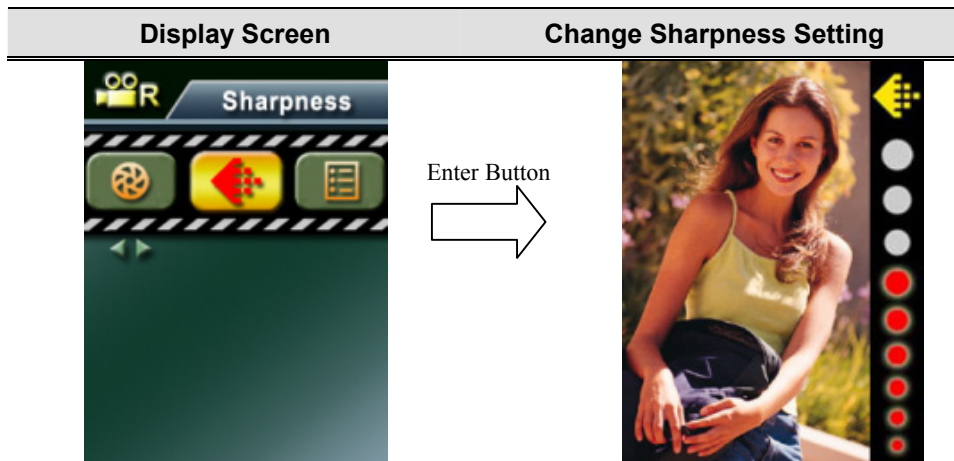 Display Screen
Change Sharpness Setting
R
Sharpness
Enter Button